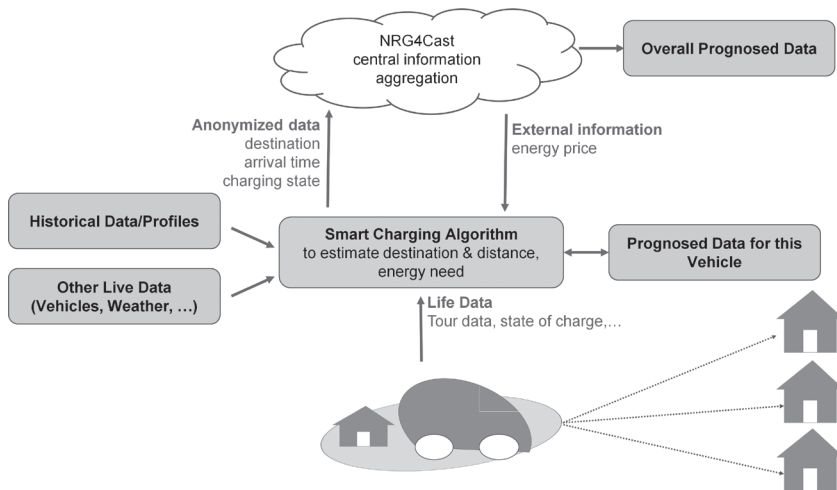 NRG4Cast
central information
aggregation
Overall Prognosed Data
Anonymized data
destination
arrival time
charging state
External information
energy price
Historical Data/Profiles
Smart Charging Algorithm
to estimate destination & distance,
energy need
Prognosed Data for this
Vehicle
Other Live Data
(Vehicles, Weather, ...)
Life Data
Tour data, state of charge,...